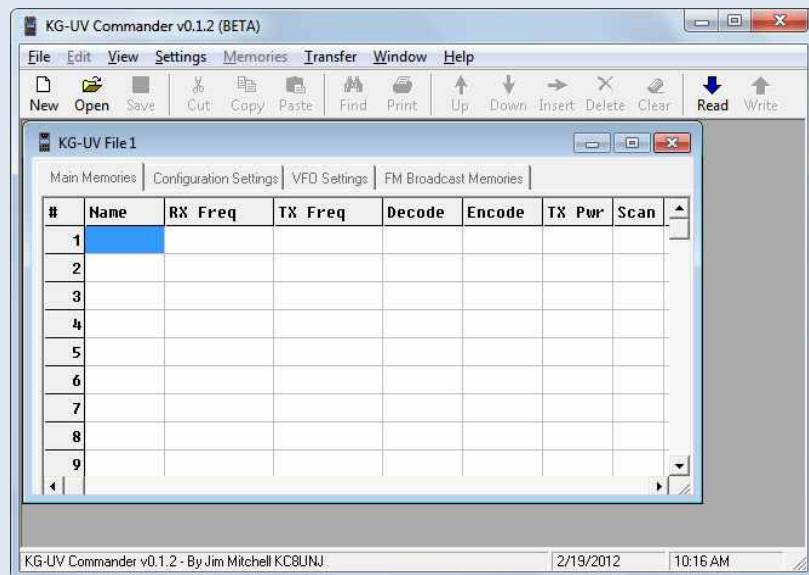 KG-UV Commander v0.1.2 (BETA)
File Edit View Settings Memories Transfer Window Help
New Open Save Cut Copy Paste Find Print Up Down Insert Delete Clear Read Write
KG-UV File 1
Main Memories Configuration Settings VFO Settings FM Broadcast Memories
# Name RX Freq TX Freq Decode Encode TX Pwr Scan
1
2
3
4
5
6
7
8
9
KG-UV Commander v0.1.2 - By Jim Mitchell KC8UNJ 2/19/2012 10:16 AM